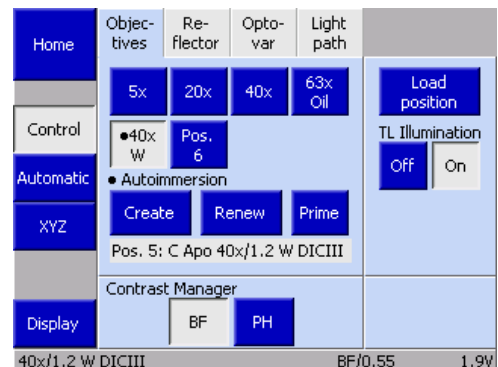 Home
Control
Automatic
XYZ
Display
Objec-
tives
Re-
flector
Opto-
var
Light
path
5x
20x
40x
63x
Oil
●40x
W
Pos.
6
● Autoimmersion
Create
Renew
Prime
Pos. 5: C Apo 40x/1.2 W DICIII
Contrast Manager
BF
PH
Load
position
TL Illumination
Off
On
40x/1.2 W DICIII BF/0.55 1.9V